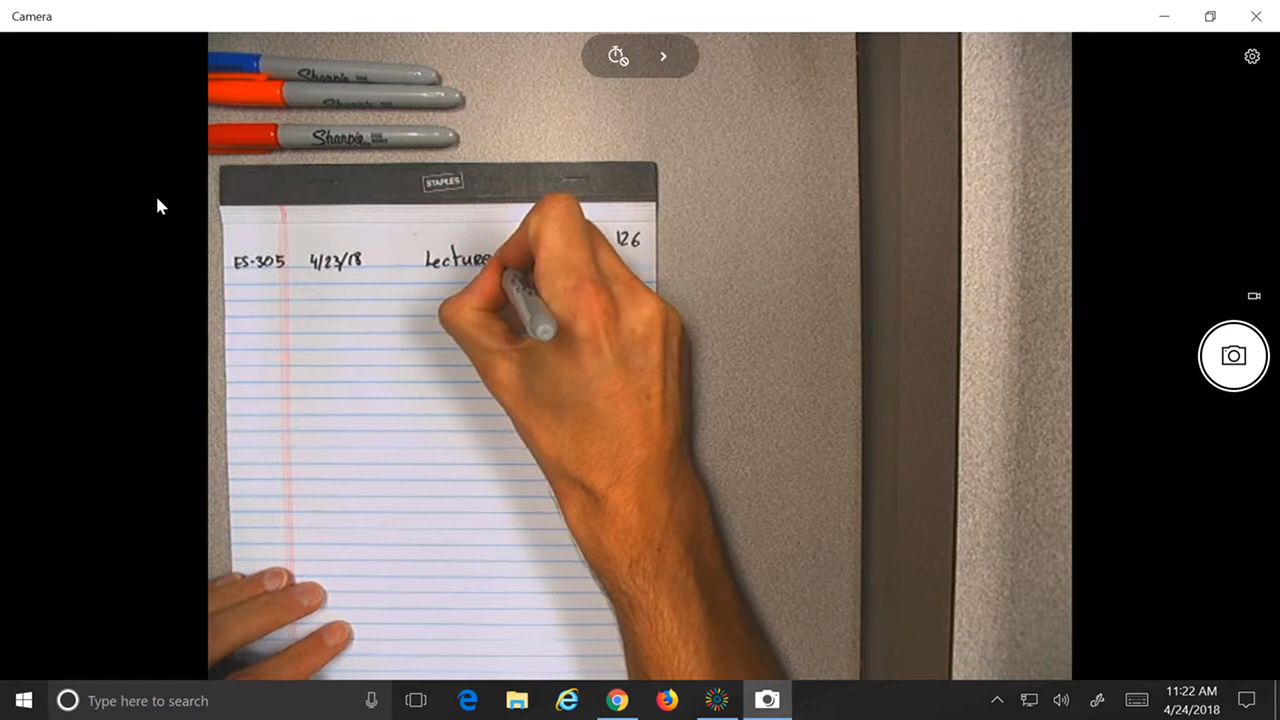 Camera
Sharpie
Sharpie
Sharpie
STAPLES
126
ES-305 4/23/18 Lecture
Type here to search
11:22 AM
4/24/2018